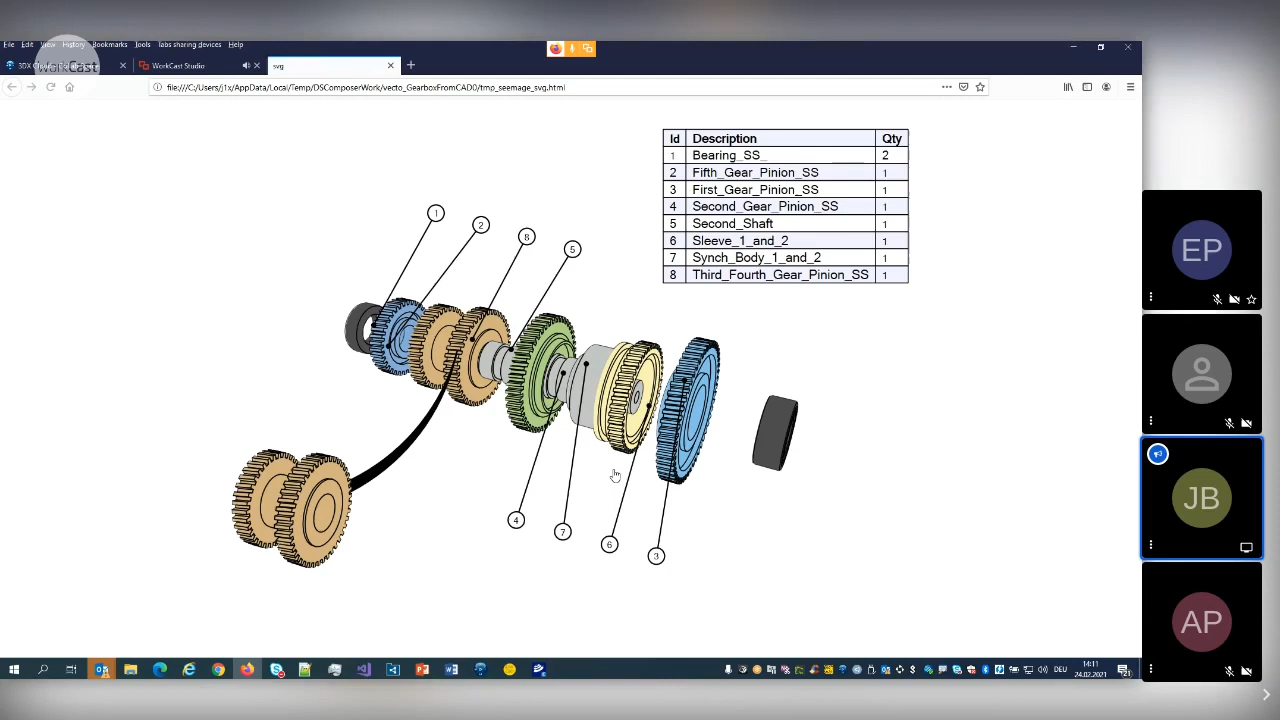 File Edit View History Bookmarks Tools Tabs sharing devices Help
WorkCast Studio
svg
file:///C:/Users/j1x/AppData/Local/Temp/DSComposerWork/vecto_GearboxFromCAD0/tmp_seemage_svg.html
Id Description Qty
1 Bearing_SS_ 2
2 Fifth_Gear_Pinion_SS 1
3 First_Gear_Pinion_SS 1
4 Second_Gear_Pinion_SS 1
5 Second_Shaft 1
6 Sleeve_1_and_2 1
7 Synch_Body_1_and_2 1
8 Third_Fourth_Gear_Pinion_SS 1
1
2
8
5
4
7
6
3
EP
JB
AP
DEU
14:11
24.02.2021
21